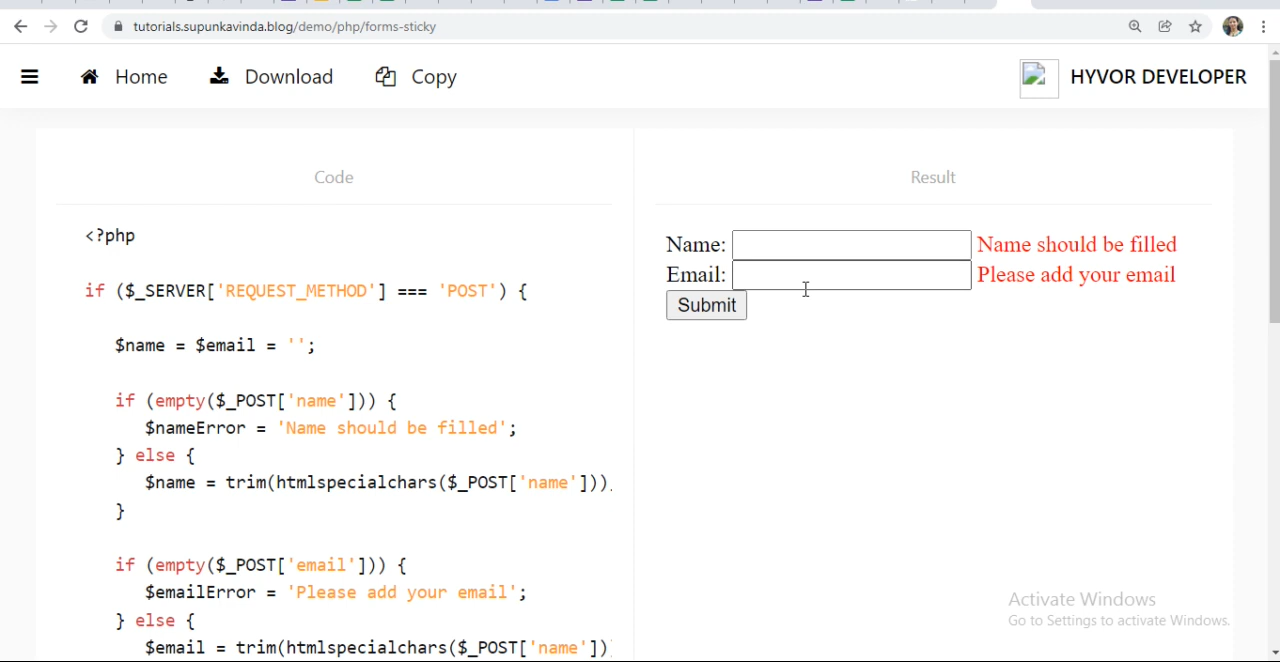 tutorials.supunkavinda.blog/demo/php/forms-sticky
Home Download Copy HYVOR DEVELOPER
Code
<?php
if ($_SERVER['REQUEST_METHOD'] === 'POST') {
$name = $email = '';
if (empty($_POST['name'])) {
$nameError = 'Name should be filled';
} else {
$name = trim(htmlspecialchars($_POST['name']))
}
if (empty($_POST['email'])) {
$emailError = 'Please add your email';
} else {
$email = trim(htmlspecialchars($_POST['name'])
Result
Name: Name should be filled
Email: Please add your email
Submit
Activate Windows
Go to Settings to activate Windows.